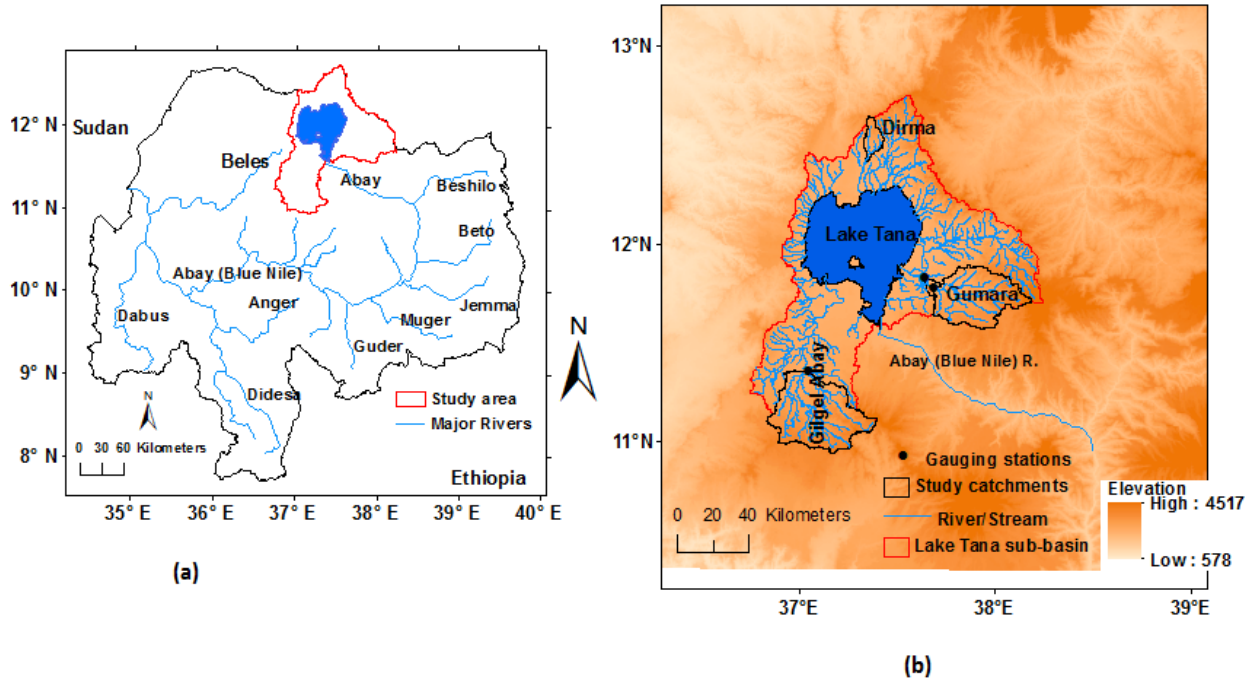 12° N
11° N
10° N
9° N
8° N
35° E
36° E
37° E
38° E
39° E
40° E
Sudan
Beles
Abay
Beshilo
Beto
Abay (Blue Nile)
Anger
Jemma
Dabus
Muger
Guder
Didesa
N
Study area
Major Rivers
N
0 30 60 Kilometers
Ethiopia
(a)
13°N
12°N
11°N
37°E
38°E
39°E
Dirma
Lake Tana
Gumara
Abay (Blue Nile) R.
Gilgel Abay
Gauging stations
Study catchments
River/Stream
Lake Tana sub-basin
0 20 40 Kilometers
Elevation
High : 4517
Low : 578
(b)